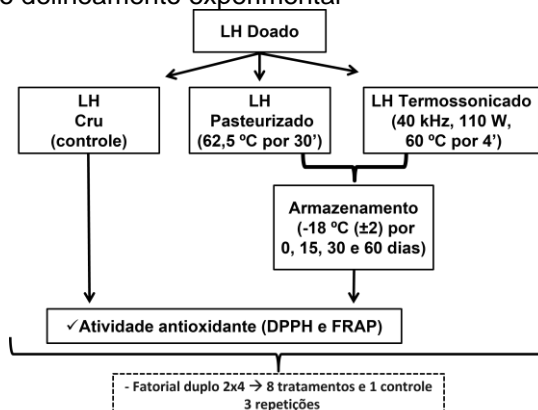 o delineamento experimental
LH Doado
LH
Cru
(controle)
LH
Pasteurizado
(62,5 ºC por 30’)
LH Termossonicado
(40 kHz, 110 W,
60 ºC por 4’)
Armazenamento
(-18 ºC (±2) por
0, 15, 30 e 60 dias)
✓Atividade antioxidante (DPPH e FRAP)
- Fatorial duplo 2x4 → 8 tratamentos e 1 controle
3 repetições